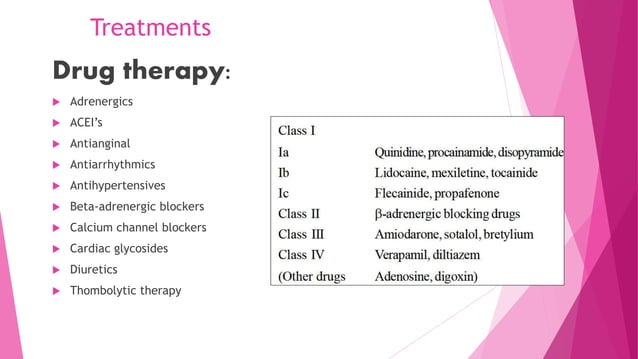 Treatments
Drug therapy:
Adrenergics
ACEI’s
Antianginal
Antiarrhythmics
Antihypertensives
Beta-adrenergic blockers
Calcium channel blockers
Cardiac glycosides
Diuretics
Thombolytic therapy
Class I
Ia Quinidine, procainamide, disopyramide
Ib Lidocaine, mexiletine, tocainide
Ic Flecainide, propafenone
Class II β-adrenergic blocking drugs
Class III Amiodarone, sotalol, bretylium
Class IV Verapamil, diltiazem
(Other drugs Adenosine, digoxin)